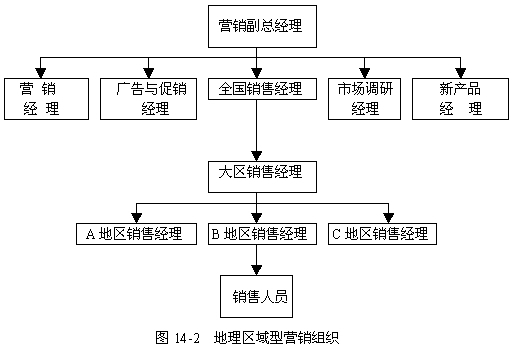 营销副总经理
营 销
经 理
广告与促销
经理
全国销售经理
市场调研
经理
新产品
经 理
大区销售经理
A 地区销售经理
B 地区销售经理
C 地区销售经理
销售人员
图 14-2 地理区域型营销组织